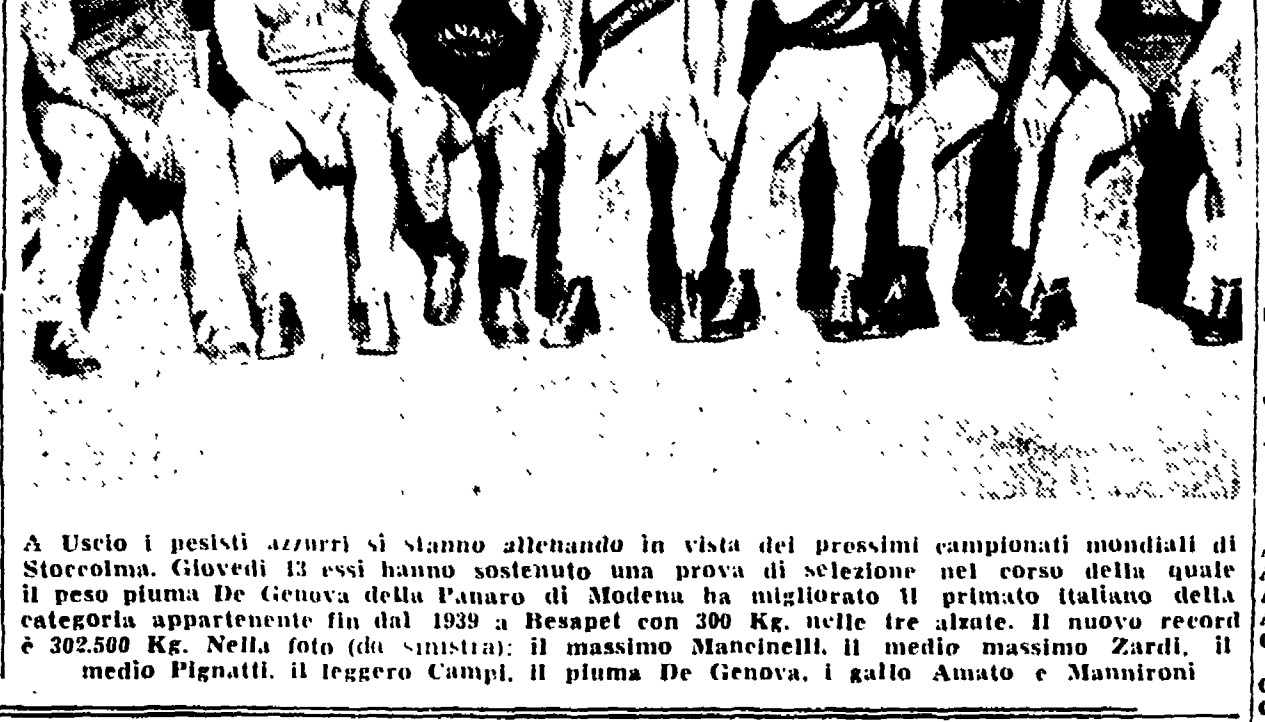 ANAR
A Uscio i pesisti azzurri si stanno allenando in vista dei prossimi campionati mondiali di
Stoccolma. Giovedì 13 essi hanno sostenuto una prova di selezione nel corso della quale
il peso piuma De Genova della Panaro di Modena ha migliorato il primato italiano della
categoria appartenente fin dal 1939 a Besapet con 300 Kg. nelle tre alzate. Il nuovo record
è 302.500 Kg. Nella foto (da sinistra): il massimo Mancinelli, il medio massimo Zardi, il
medio Pignatti, il leggero Campi, il piuma De Genova, i gallo Amato e Mannironi